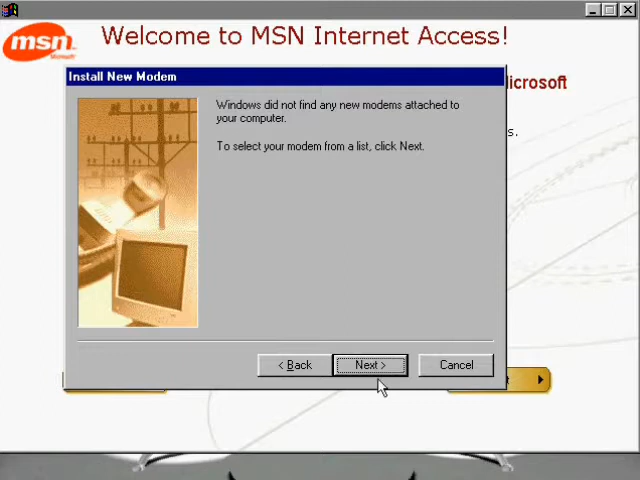 Welcome to MSN Internet Access!
msn
Microsoft
icrosoft
Install New Modem
Windows did not find any new modems attached to
your computer.
s.
To select your modem from a list, click Next.
< Back
Next >
Cancel
t